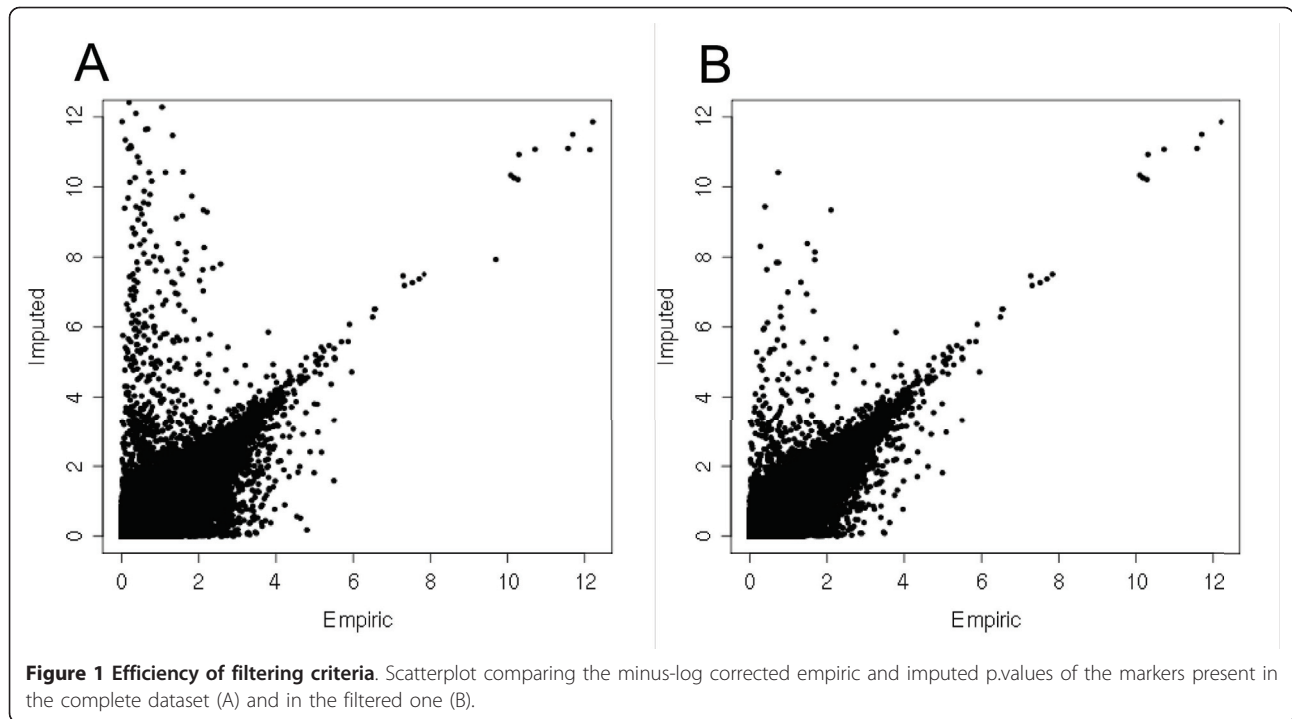 A
B
12
10
8
6
4
2
0
Imputed
0 2 4 6 8 10 12
Empiric
12
10
8
6
4
2
0
Imputed
0 2 4 6 8 10 12
Empiric
Figure 1 Efficiency of filtering criteria. Scatterplot comparing the minus-log corrected empiric and imputed p.values of the markers present in
the complete dataset (A) and in the filtered one (B).